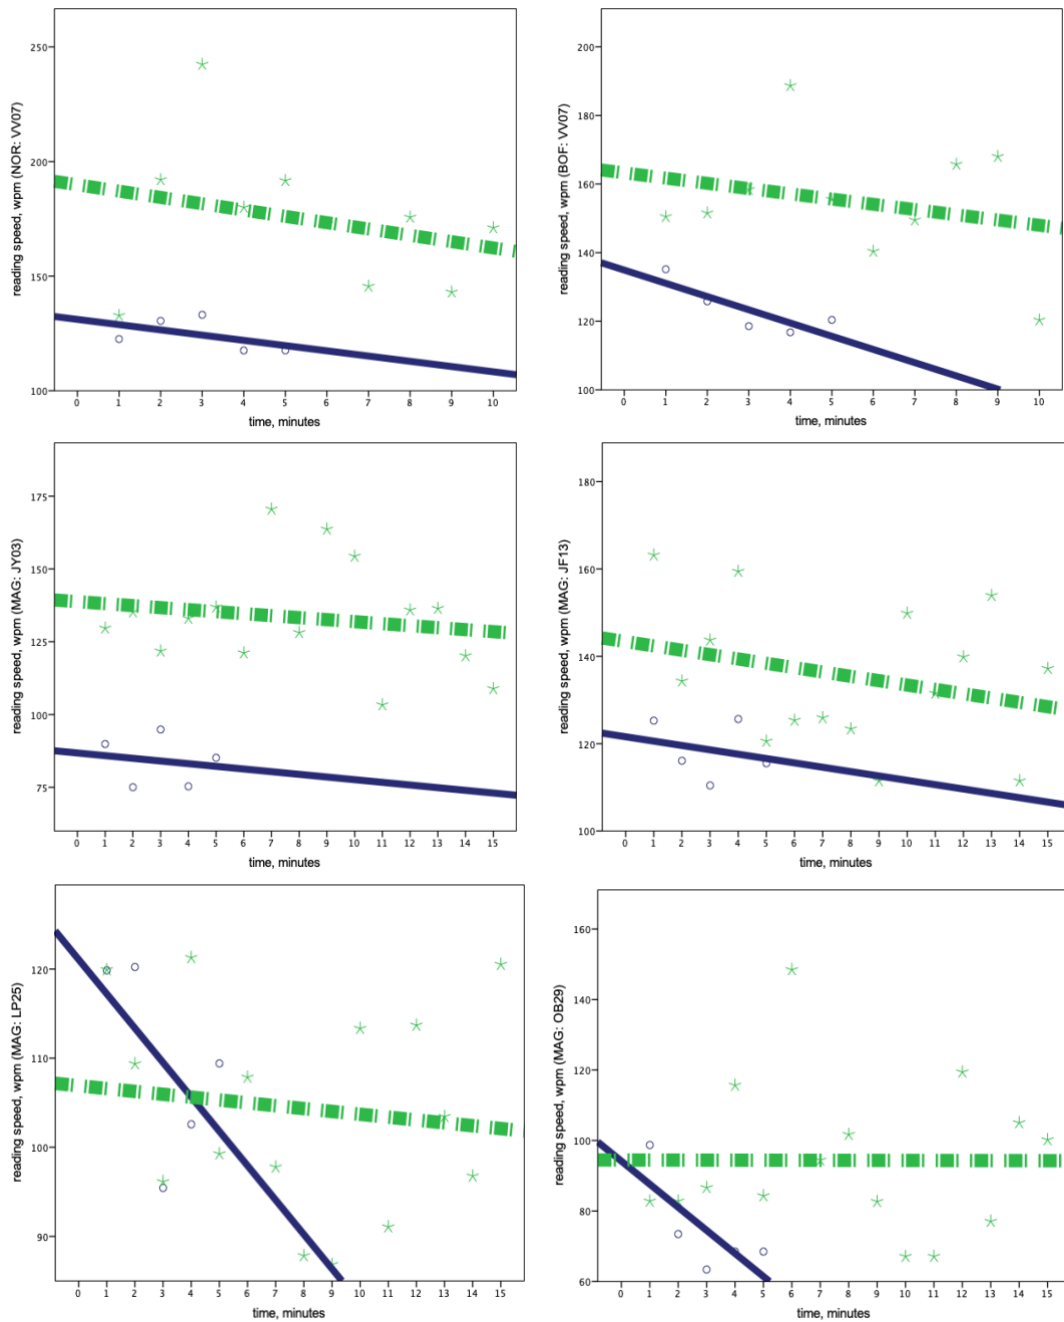 reading speed, wpm (NOR: VV07)
250
200
150
100
0 1 2 3 4 5 6 7 8 9 10
time, minutes
reading speed, wpm (BOF: VV07)
200
180
160
140
120
100
0 1 2 3 4 5 6 7 8 9 10
time, minutes
reading speed, wpm (MAG: JY03)
175
150
125
100
75
0 1 2 3 4 5 6 7 8 9 10 11 12 13 14 15
time, minutes
reading speed, wpm (MAG: JF13)
180
160
140
120
100
0 1 2 3 4 5 6 7 8 9 10 11 12 13 14 15
time, minutes
reading speed, wpm (MAG: LP25)
120
110
100
90
0 1 2 3 4 5 6 7 8 9 10 11 12 13 14 15
time, minutes
reading speed, wpm (MAG: OB29)
160
140
120
100
80
60
0 1 2 3 4 5 6 7 8 9 10 11 12 13 14 15
time, minutes